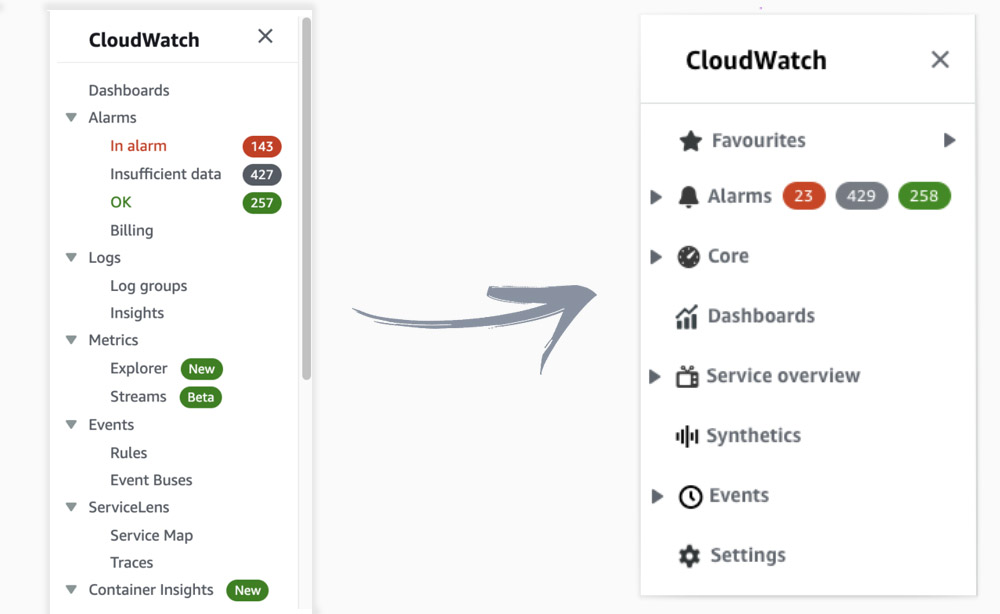 CloudWatch
Dashboards
Alarms
In alarm 143
Insufficient data 427
OK 257
Billing
Logs
Log groups
Insights
Metrics
Explorer New
Streams Beta
Events
Rules
Event Buses
ServiceLens
Service Map
Traces
Container Insights New
CloudWatch
Favourites
Alarms 23 429 258
Core
Dashboards
Service overview
Synthetics
Events
Settings